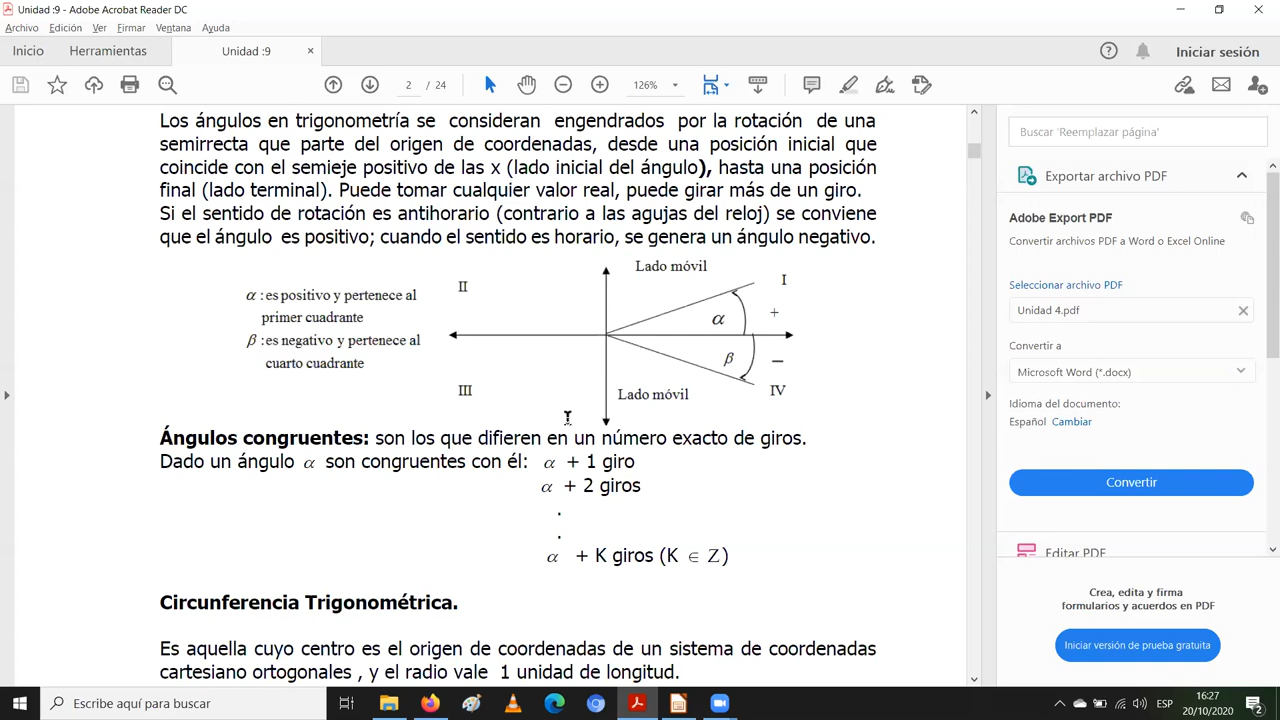 Unidad :9 - Adobe Acrobat Reader DC
Archivo Edición Ver Firmar Ventana Ayuda
Inicio Herramientas Unidad :9 × Iniciar sesión
2 / 24 126%
Los ángulos en trigonometría se consideran engendrados por la rotación de una
semirrecta que parte del origen de coordenadas, desde una posición inicial que
coincide con el semieje positivo de las x (lado inicial del ángulo), hasta una posición
final (lado terminal). Puede tomar cualquier valor real, puede girar más de un giro.
Si el sentido de rotación es antihorario (contrario a las agujas del reloj) se conviene
que el ángulo es positivo; cuando el sentido es horario, se genera un ángulo negativo.
Lado móvil
II
I
α : es positivo y pertenece al
primer cuadrante
α
+
β : es negativo y pertenece al
cuarto cuadrante
β
–
III
Lado móvil
IV
Ángulos congruentes: son los que difieren en un número exacto de giros.
Dado un ángulo α son congruentes con él: α + 1 giro
α + 2 giros
.
.
α + K giros (K ∈ Z)
Circunferencia Trigonométrica.
Es aquella cuyo centro es el origen de coordenadas de un sistema de coordenadas
cartesiano ortogonales , y el radio vale 1 unidad de longitud.
Buscar 'Reemplazar página'
Exportar archivo PDF
Adobe Export PDF
Convertir archivos PDF a Word o Excel Online
Seleccionar archivo PDF
Unidad 4.pdf
Convertir a
Microsoft Word (*.docx)
Idioma del documento:
Español Cambiar
Convertir
Editar PDF
Crea, edita y firma
formularios y acuerdos en PDF
Iniciar versión de prueba gratuita
Escribe aquí para buscar
ESP
16:27
20/10/2020
2